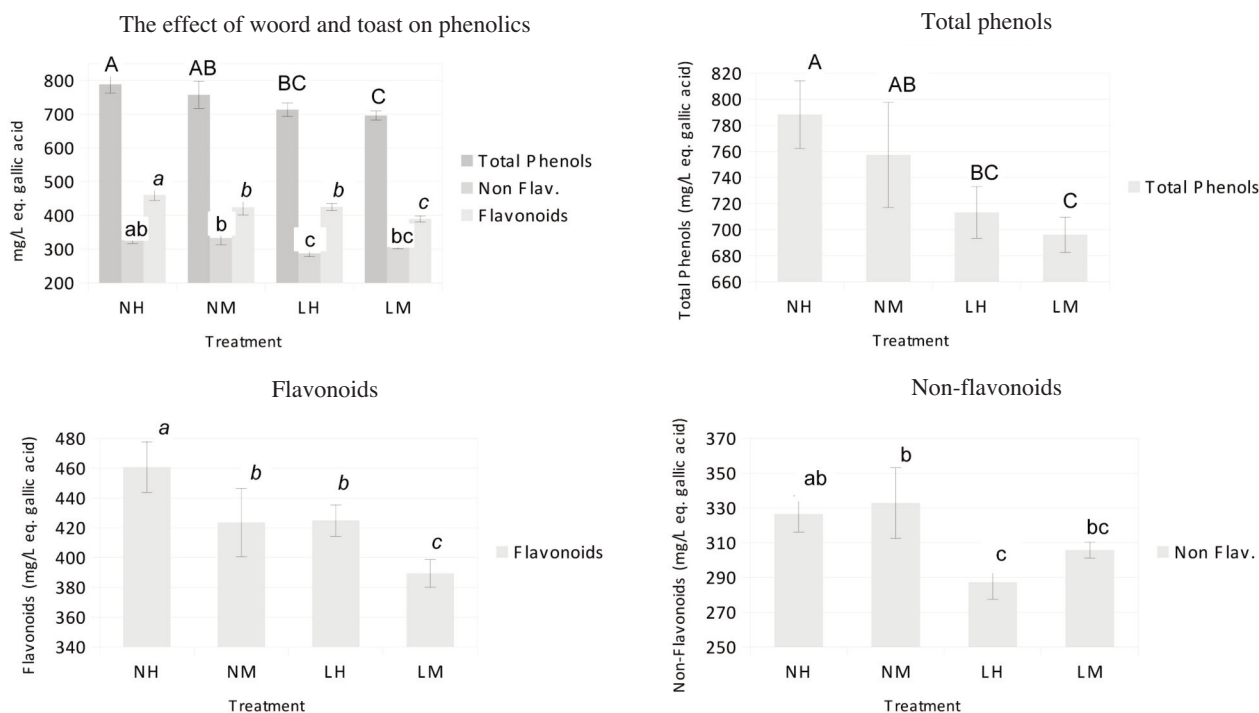 The effect of woord and toast on phenolics
mg/L eq. gallic acid
800
700
600
500
400
300
200
A
AB
BC
C
ab
a
b
b
c
b
bc
c
NH
NM
LH
LM
Treatment
Total Phenols
Non Flav.
Flavonoids
Total phenols
Total Phenols (mg/L eq. gallic acid)
820
800
780
760
740
720
700
680
660
A
AB
BC
C
NH
NM
LH
LM
Treatment
Total Phenols
Flavonoids
Flavonoids (mg/L eq. gallic acid)
480
460
440
420
400
380
360
340
a
b
b
c
NH
NM
LH
LM
Treatment
Flavonoids
Non-flavonoids
Non-Flavonoids (mg/L eq. gallic acid)
370
350
330
310
290
270
250
ab
b
c
bc
NH
NM
LH
LM
Treatment
Non Flav.